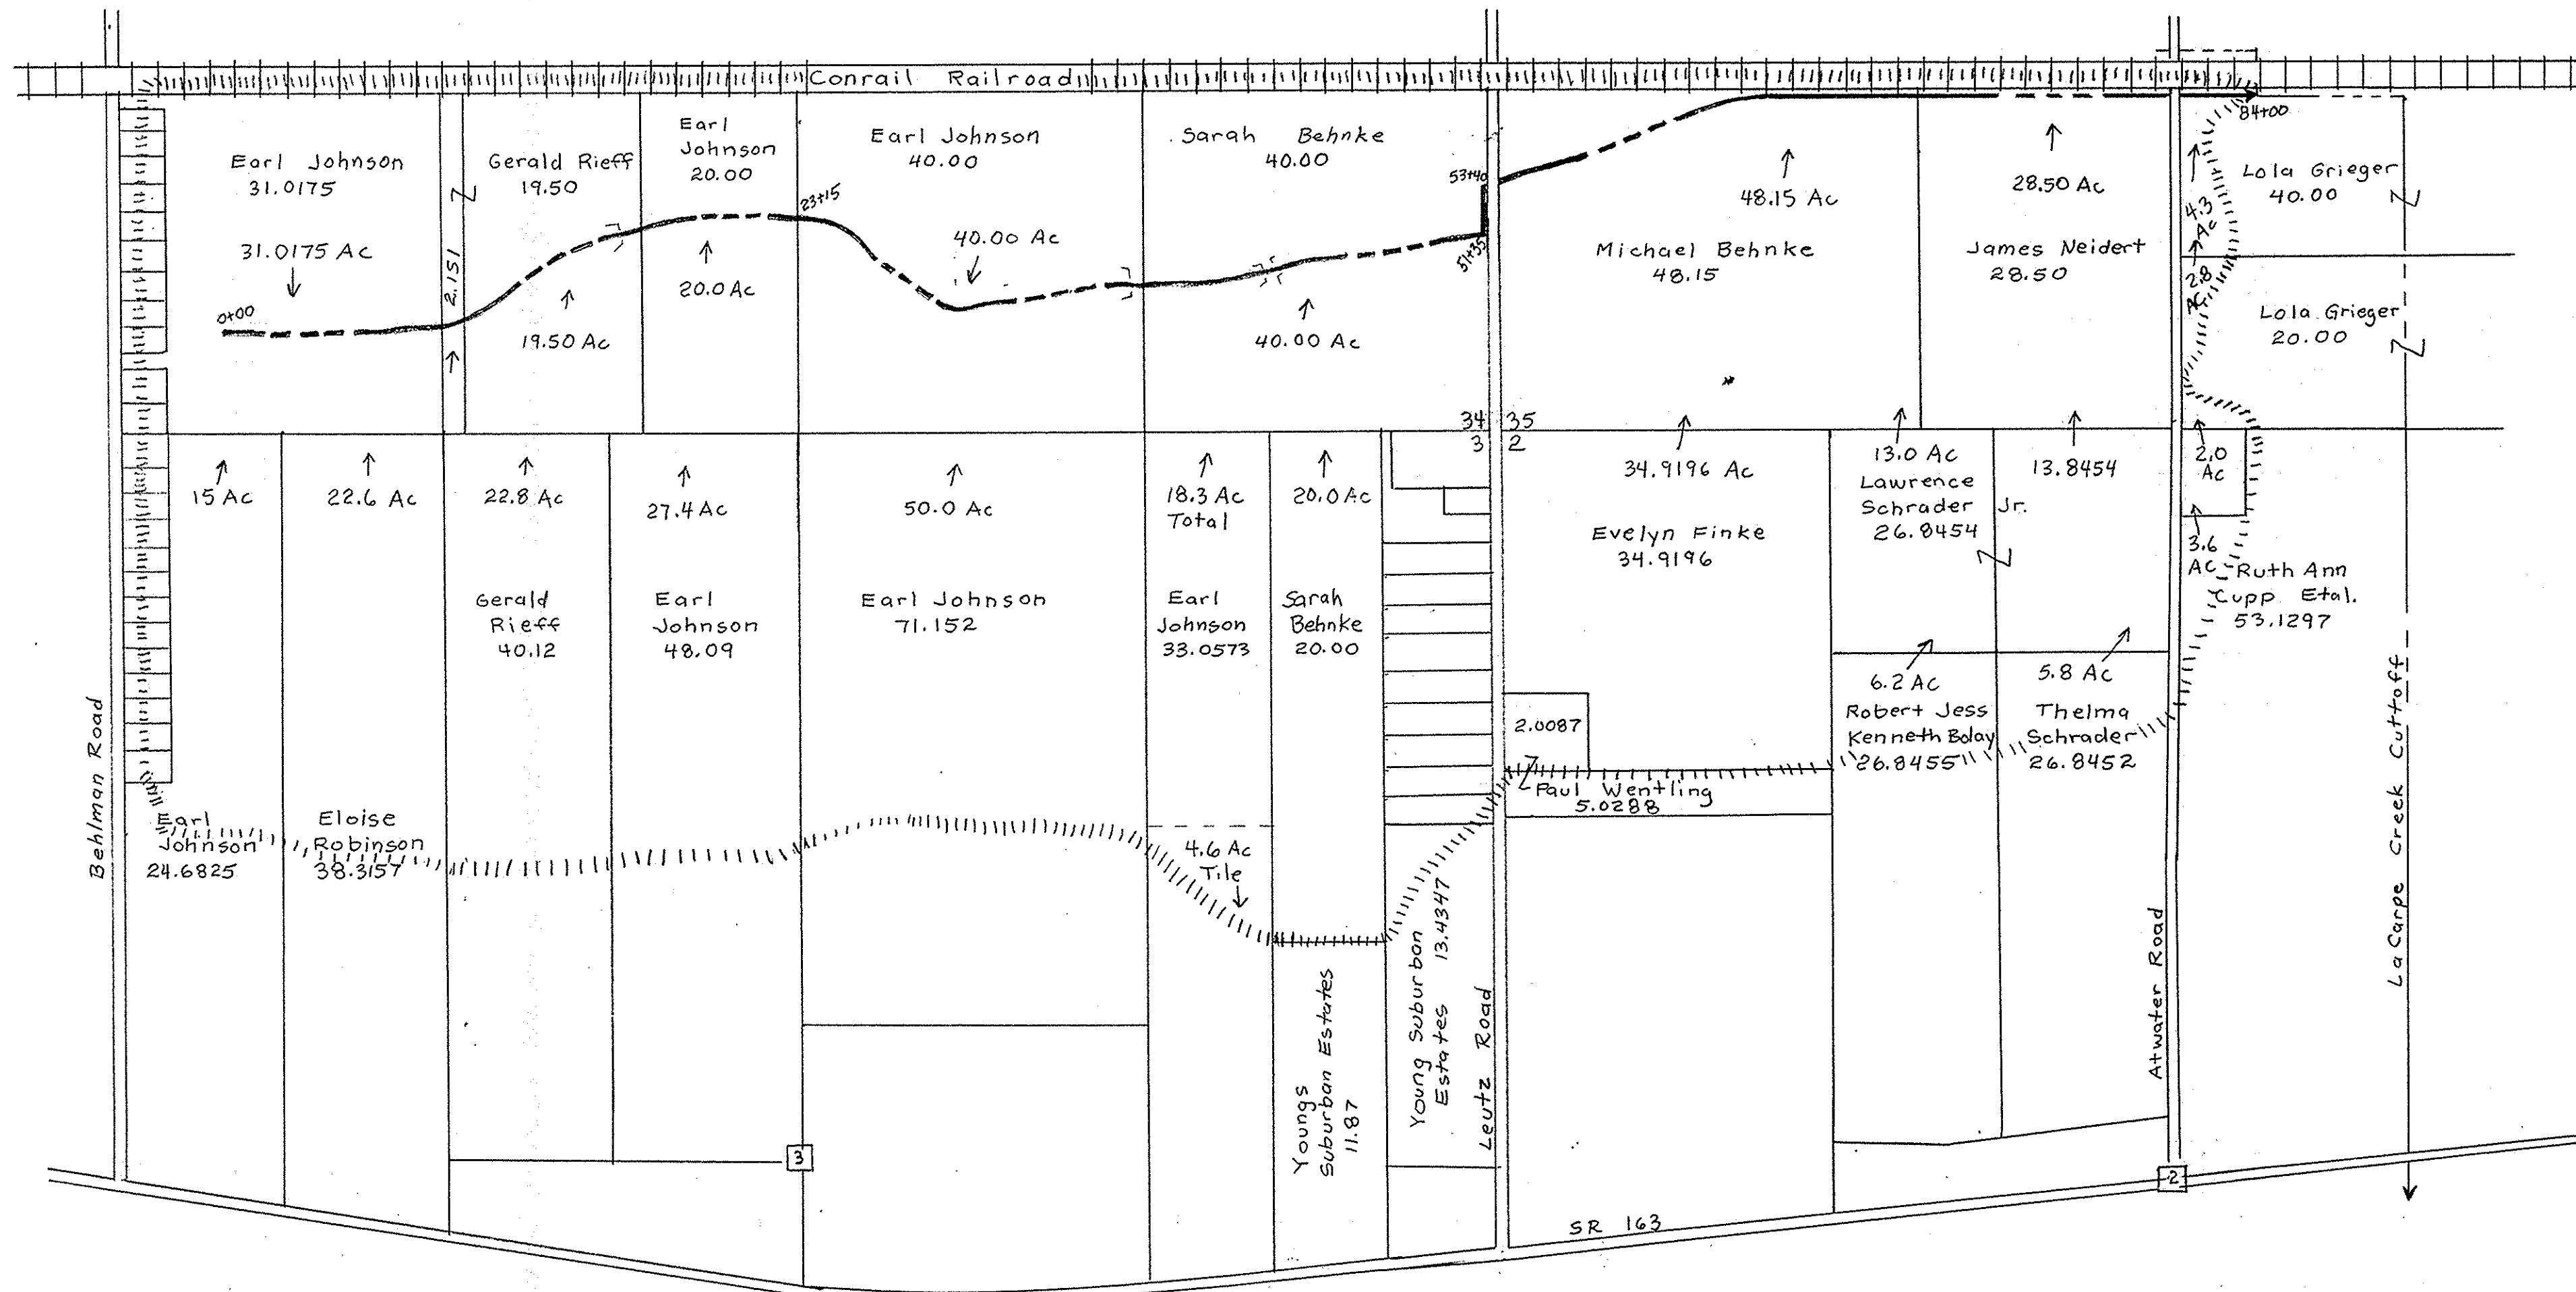 Conrail Railroad
Earl Johnson
31.0175
31.0175 Ac
0+00
2.151
Gerald Rieff
19.50
19.50 Ac
Earl
Johnson
20.00
20.0 Ac
23+15
Earl Johnson
40.00
40.00 Ac
Sarah Behnke
40.00
40.00 Ac
53+40
51+35
34 35
3 2
48.15 Ac
Michael Behnke
48.15
28.50 Ac
James Neidert
28.50
84+00
4.3
Ac
2.8
Ac
Lola Grieger
40.00
Lola Grieger
20.00
15 Ac
22.6 Ac
22.8 Ac
27.4 Ac
50.0 Ac
18.3 Ac
Total
20.0 Ac
Gerald
Rieff
40.12
Earl
Johnson
48.09
Earl Johnson
71.152
Earl
Johnson
33.0573
Sarah
Behnke
20.00
34.9196 Ac
Evelyn Finke
34.9196
13.0 Ac
Lawrence
Schrader Jr.
26.8454
13.8454
2.0
Ac
3.6
Ac
Ruth Ann
Cupp Etal.
53.1297
6.2 Ac
Robert Jess
Kenneth Bolay
26.8455
5.8 Ac
Thelma
Schrader
26.8452
2.0087
Paul Wentling
5.0288
Earl
Johnson
24.6825
Eloise
Robinson
38.3157
4.6 Ac
Tile
Youngs
Suburban Estates
11.87
Young Suburban
Estates 13.4347
Behlman Road
Leutz Road
Atwater Road
La Carpe Creek Cuttoff
3
2
SR 163